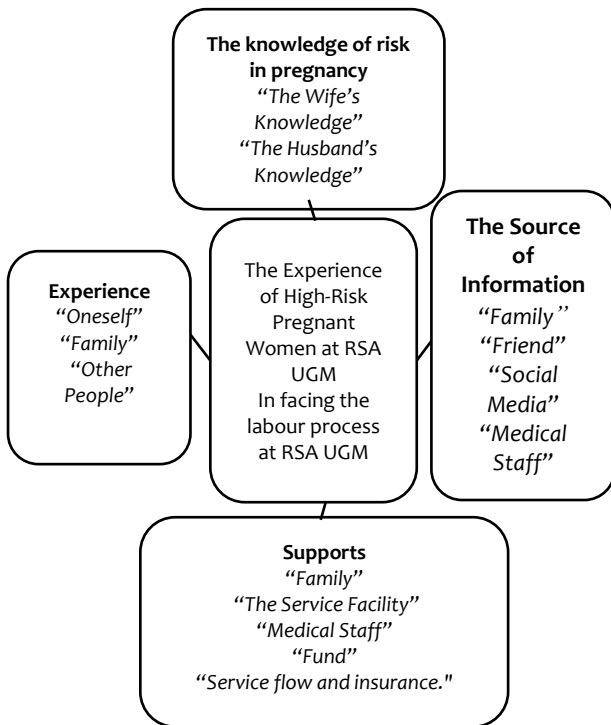 The knowledge of risk
in pregnancy
“The Wife’s
Knowledge”
“The Husband’s
Knowledge”
The Source
of
Information
“Family”
“Friend”
“Social
Media”
“Medical
Staff”
Experience
“Oneself”
“Family”
“Other
People”
The Experience
of High-Risk
Pregnant
Women at RSA
UGM
In facing the
labour process
at RSA UGM
Supports
“Family”
“The Service Facility”
“Medical Staff”
“Fund”
“Service flow and insurance."